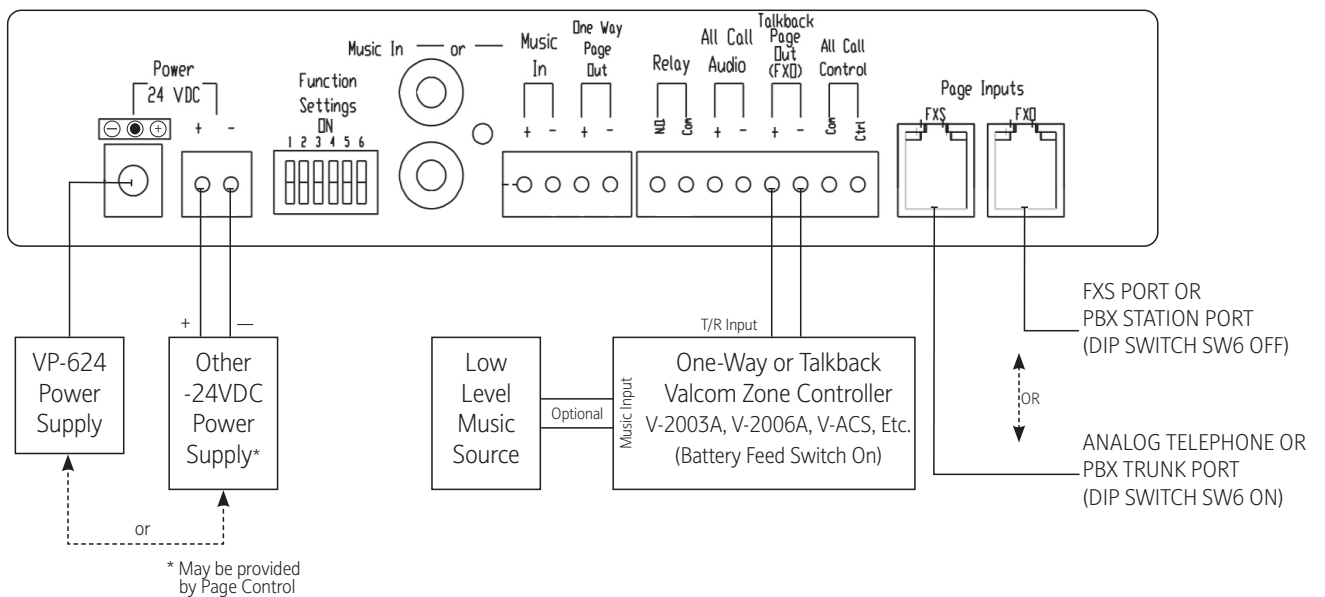 Power
24 VDC
+ -
Function
Settings
ON
1 2 3 4 5 6
Music In — or —
Music
In
+ -
One Way
Page
Out
+ -
Relay
N.O. Com
All Call
Audio
+ -
Talkback
Page
Out
(FXO)
+ -
All Call
Control
Com Ctrl
Page Inputs
FXS FXO
+ —
VP-624
Power
Supply
Other
-24VDC
Power
Supply*
or
* May be provided
by Page Control
Low
Level
Music
Source
Optional
Music Input
T/R Input
One-Way or Talkback
Valcom Zone Controller
V-2003A, V-2006A, V-ACS, Etc.
(Battery Feed Switch On)
FXS PORT OR
PBX STATION PORT
(DIP SWITCH SW6 OFF)
OR
ANALOG TELEPHONE OR
PBX TRUNK PORT
(DIP SWITCH SW6 ON)